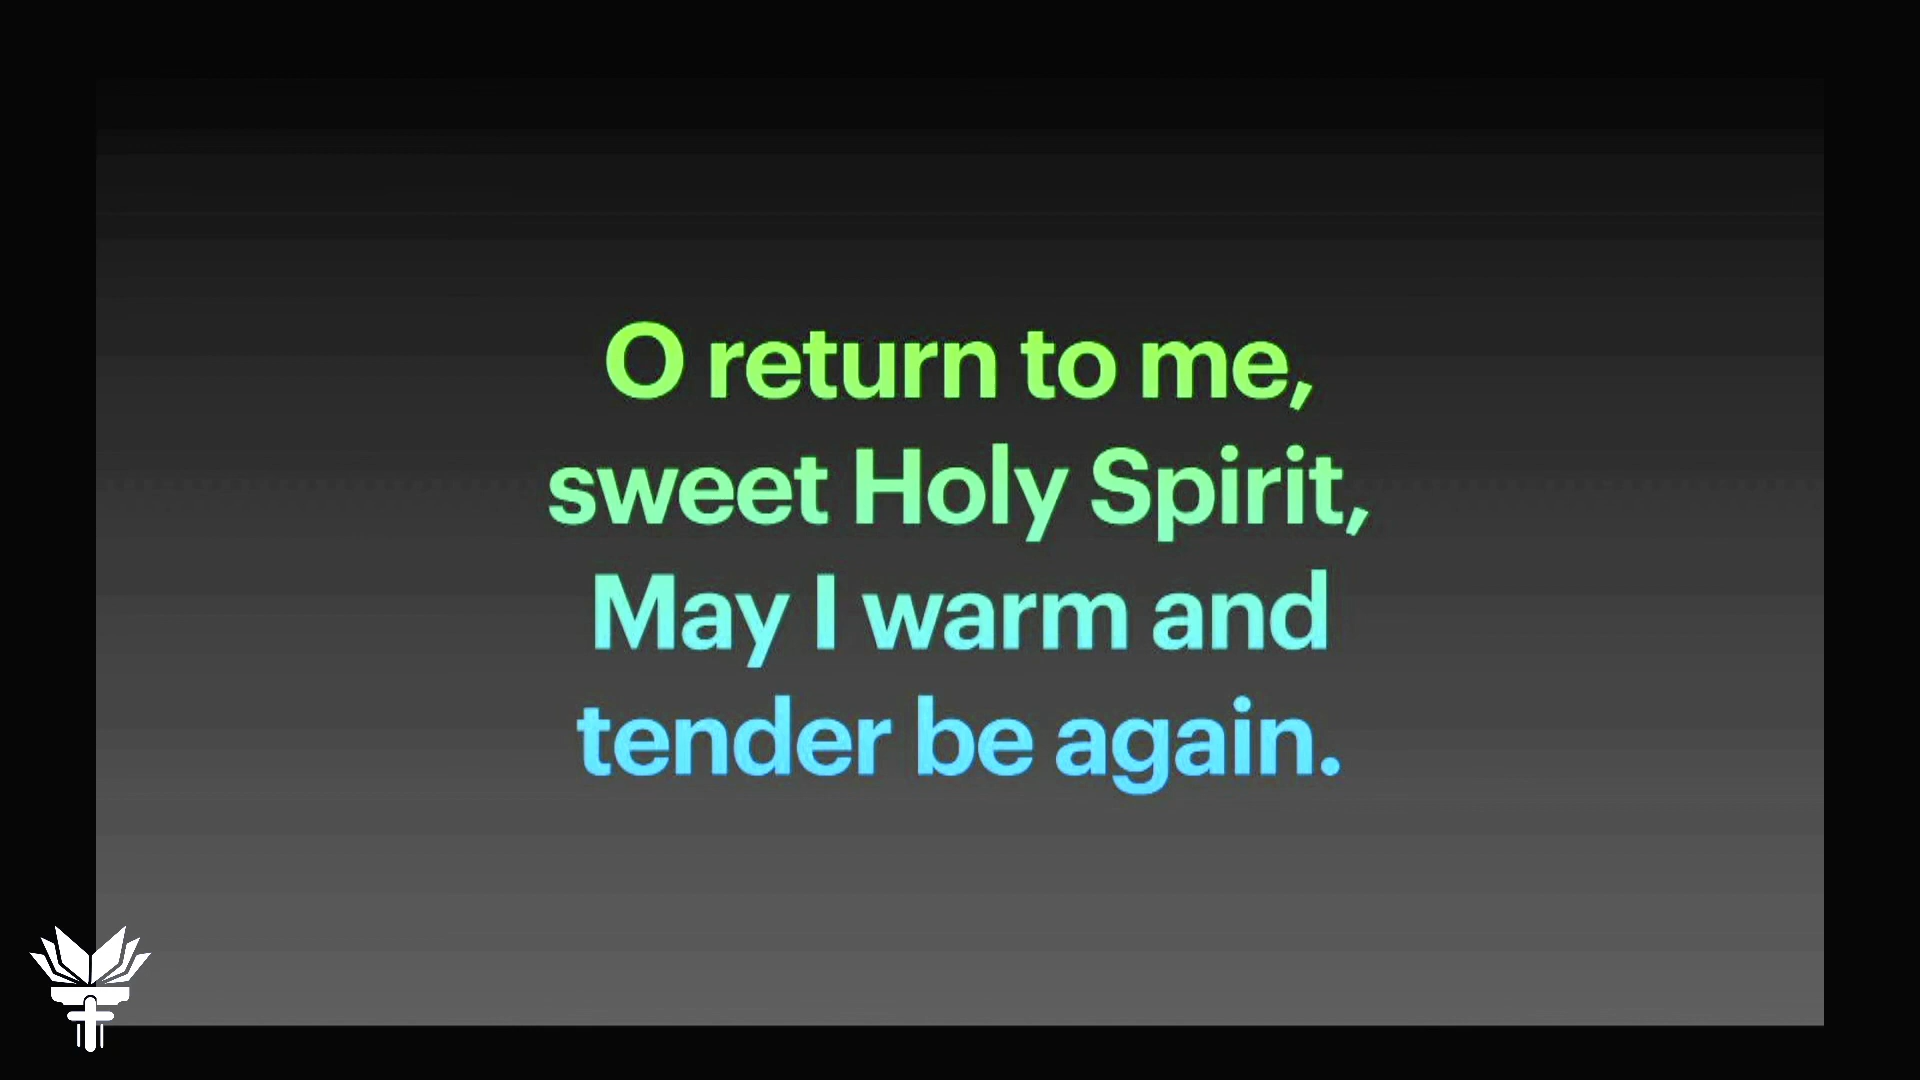 O return to me,
sweet Holy Spirit,
May I warm and
tender be again.